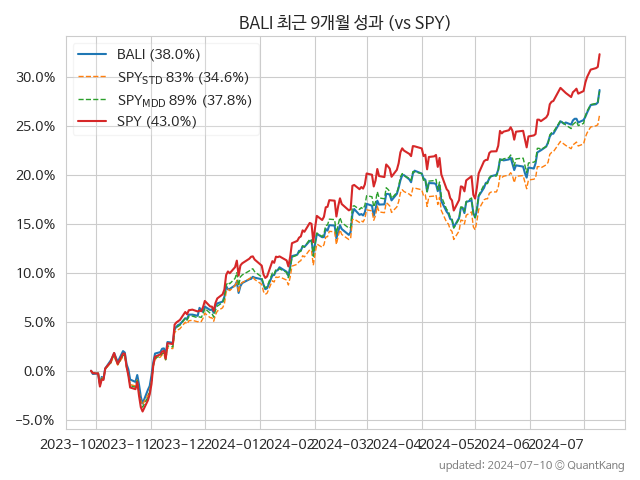 BALI 최근 9개월 성과 (vs SPY)
BALI (38.0%)
SPY_STD 83% (34.6%)
SPY_MDD 89% (37.8%)
SPY (43.0%)
30.0%
25.0%
20.0%
15.0%
10.0%
5.0%
0.0%
−5.0%
2023-10 2023-11 2023-12 2024-01 2024-02 2024-03 2024-04 2024-05 2024-06 2024-07
updated: 2024-07-10 © QuantKang